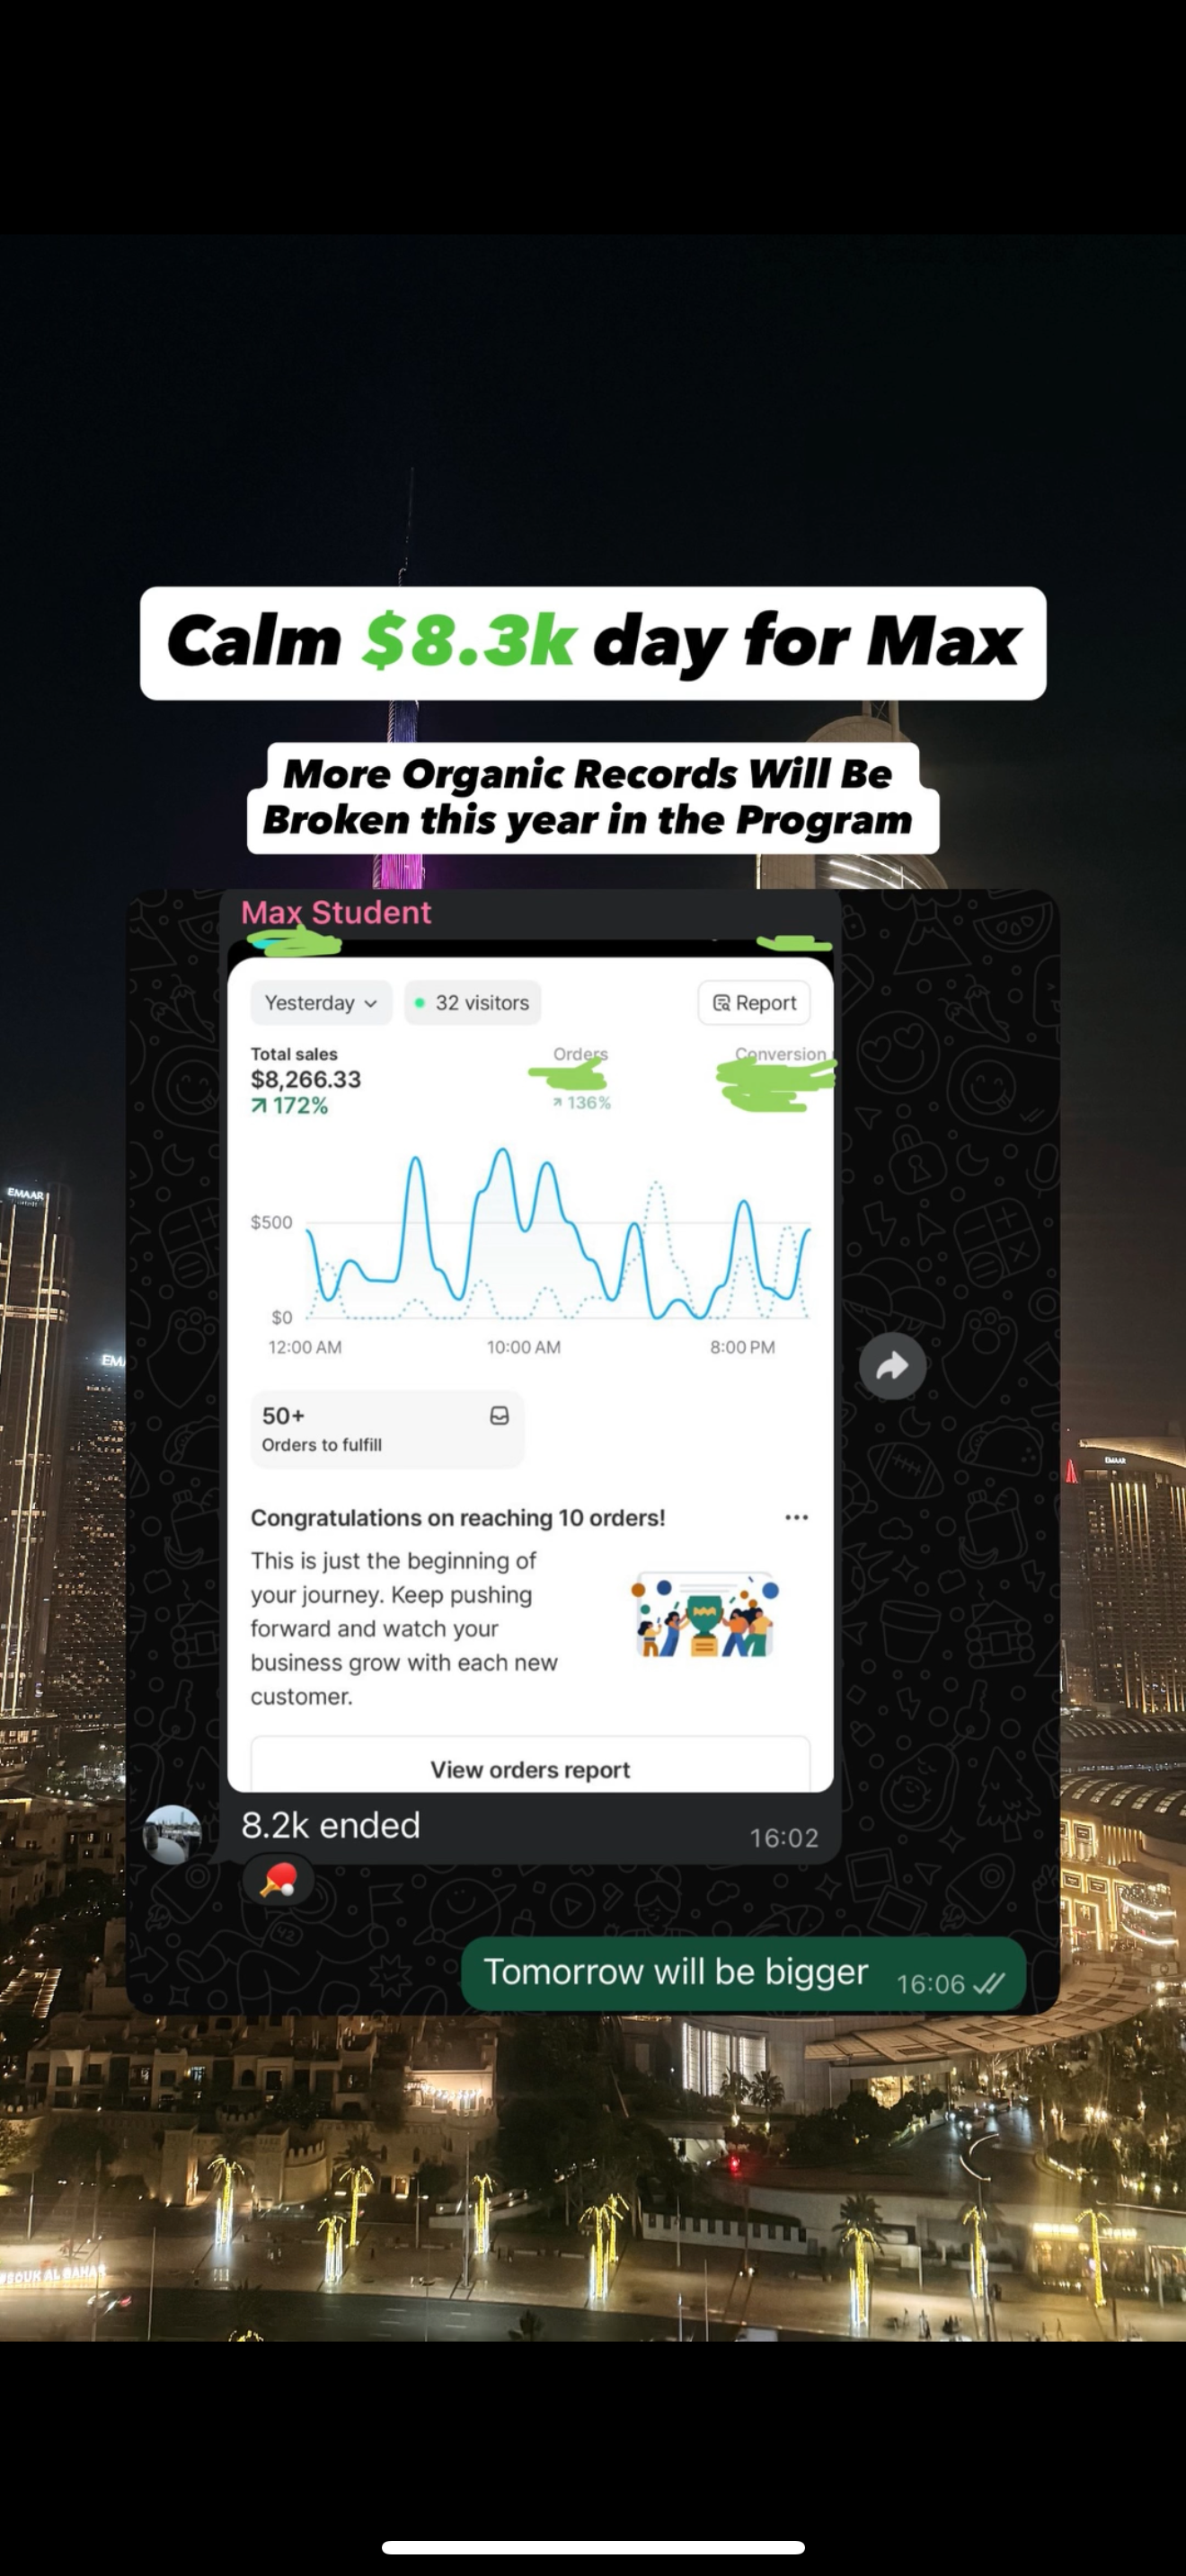 Calm $8.3k day for Max
More Organic Records Will Be
Broken this year in the Program
Max Student
Yesterday
32 visitors
Report
Total sales
Orders
Conversion
$8,266.33
172%
136%
$500
$0
12:00 AM
10:00 AM
8:00 PM
50+
Orders to fulfill
Congratulations on reaching 10 orders!
This is just the beginning of
your journey. Keep pushing
forward and watch your
business grow with each new
customer.
View orders report
8.2k ended
16:02
Tomorrow will be bigger
16:06
EMAAR
EM
EMAAR
SOUK AL BAHAR